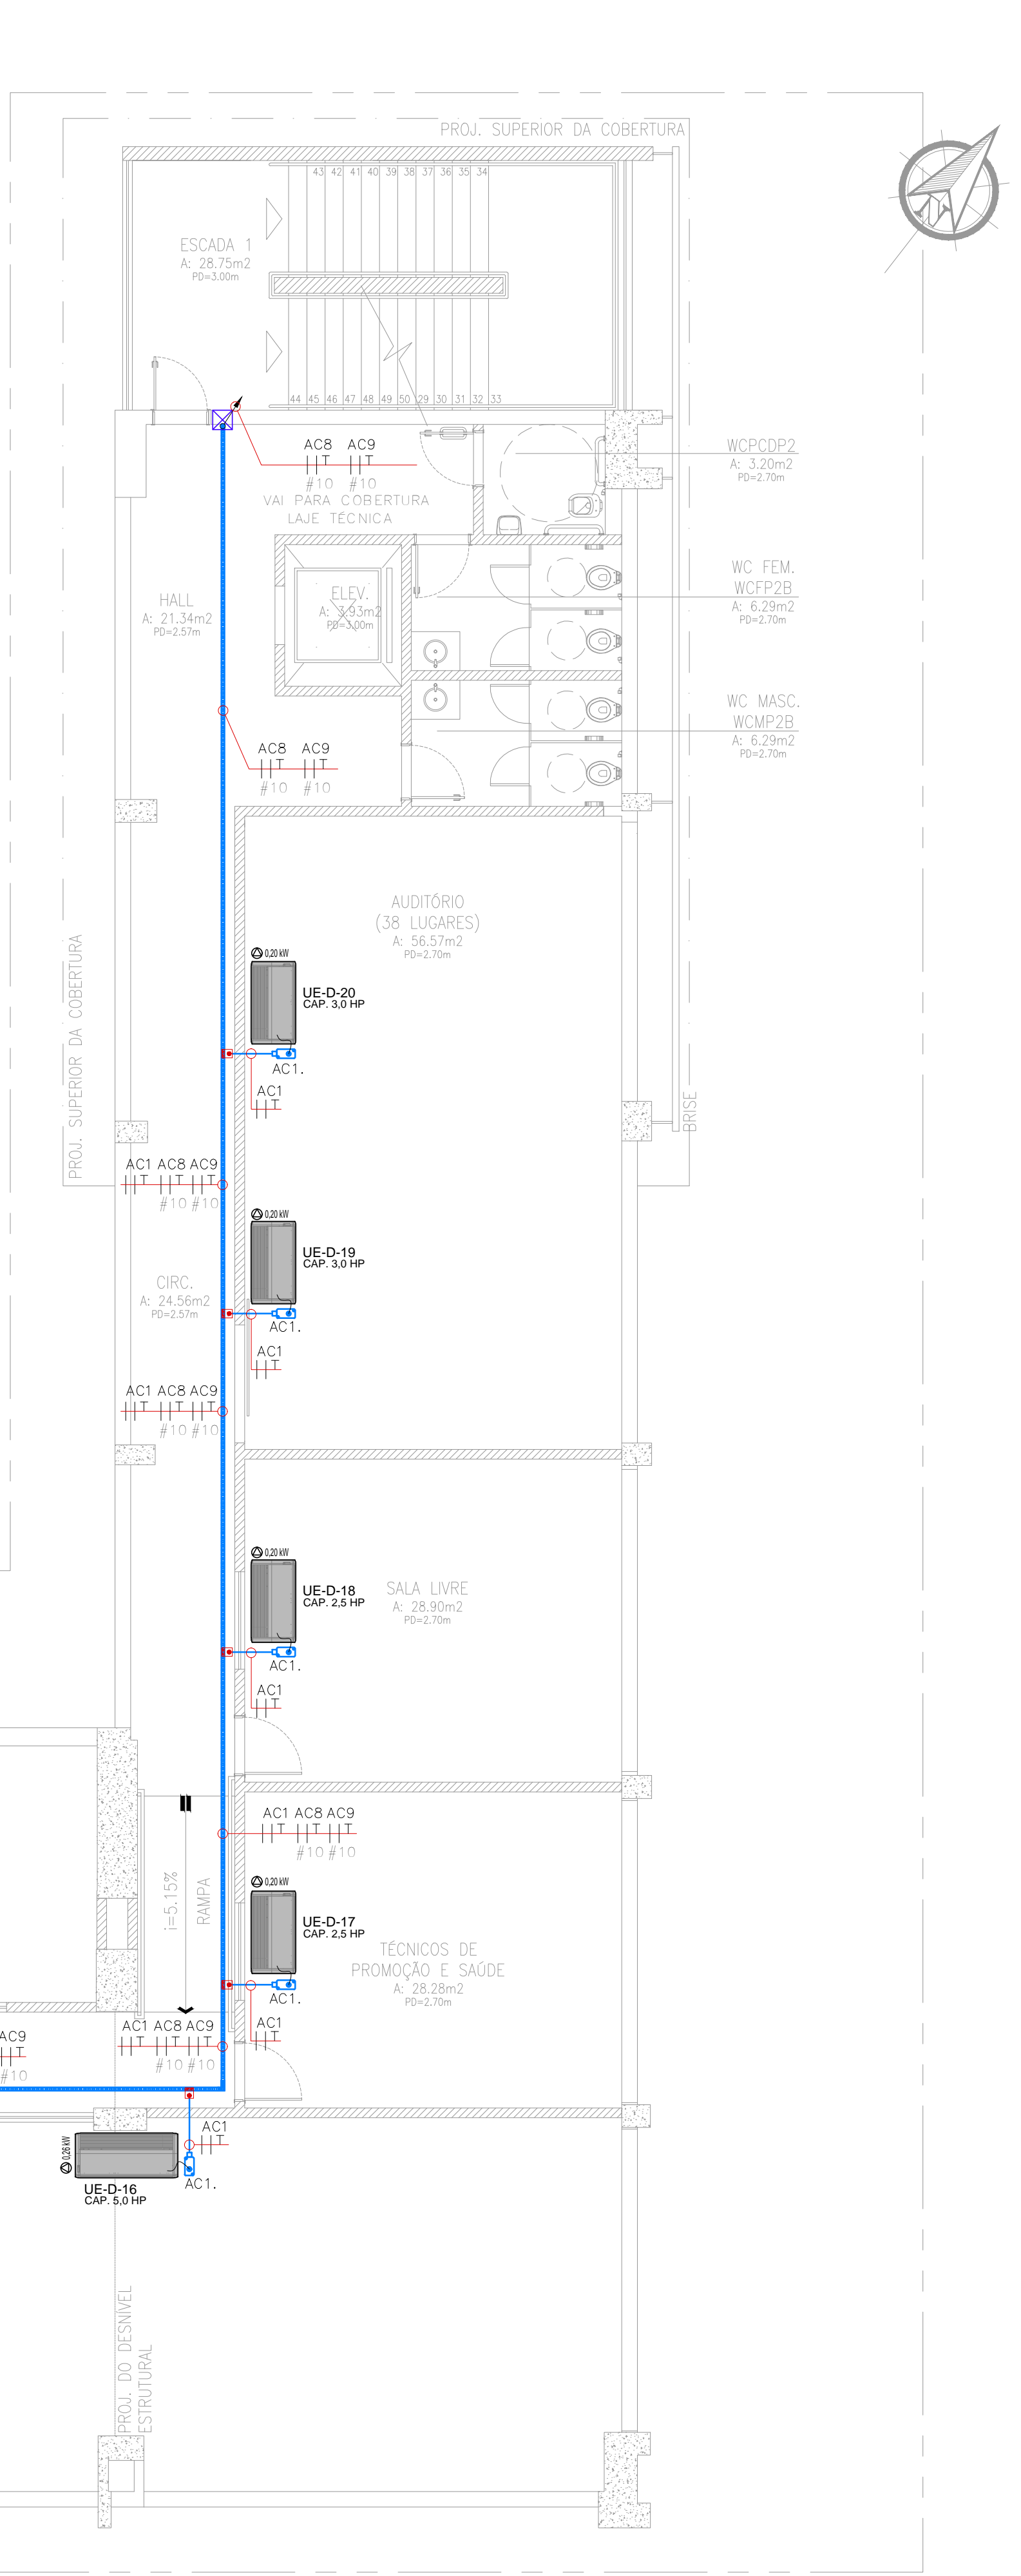 PROJ. SUPERIOR DA COBERTURA
43 42 41 40 39 38 37 36 35 34
ESCADA 1
A: 28.75m2
PD=3.00m
44 45 46 47 48 49 50 29 30 31 32 33
N
AC8 AC9
#10 #10
VAI PARA COBERTURA
LAJE TÉCNICA
WCPCDP2
A: 3.20m2
PD=2.70m
HALL
A: 21.34m2
PD=2.57m
ELEV.
A: 3.93m2
PD=3.00m
WC FEM.
WCFP2B
A: 6.29m2
PD=2.70m
WC MASC.
WCMP2B
A: 6.29m2
PD=2.70m
AC8 AC9
#10 #10
AUDITÓRIO
(38 LUGARES)
A: 56.57m2
PD=2.70m
PROJ. SUPERIOR DA COBERTURA
BRISE
0,20 kW
UE-D-20
CAP. 3,0 HP
AC1.
AC1
AC1 AC8 AC9
#10 #10
0,20 kW
UE-D-19
CAP. 3,0 HP
AC1.
AC1
CIRC.
A: 24.56m2
PD=2.57m
AC1 AC8 AC9
#10 #10
0,20 kW
UE-D-18
CAP. 2,5 HP
AC1.
AC1
SALA LIVRE
A: 28.90m2
PD=2.70m
AC1 AC8 AC9
#10 #10
i=5.15%
RAMPA
0,20 kW
UE-D-17
CAP. 2,5 HP
AC1.
AC1
TÉCNICOS DE
PROMOÇÃO E SAÚDE
A: 28.28m2
PD=2.70m
AC9
#10
AC1 AC8 AC9
#10 #10
AC1
0,26 kW
UE-D-16
CAP. 5,0 HP
AC1.
PROJ. DO DESNÍVEL
ESTRUTURAL